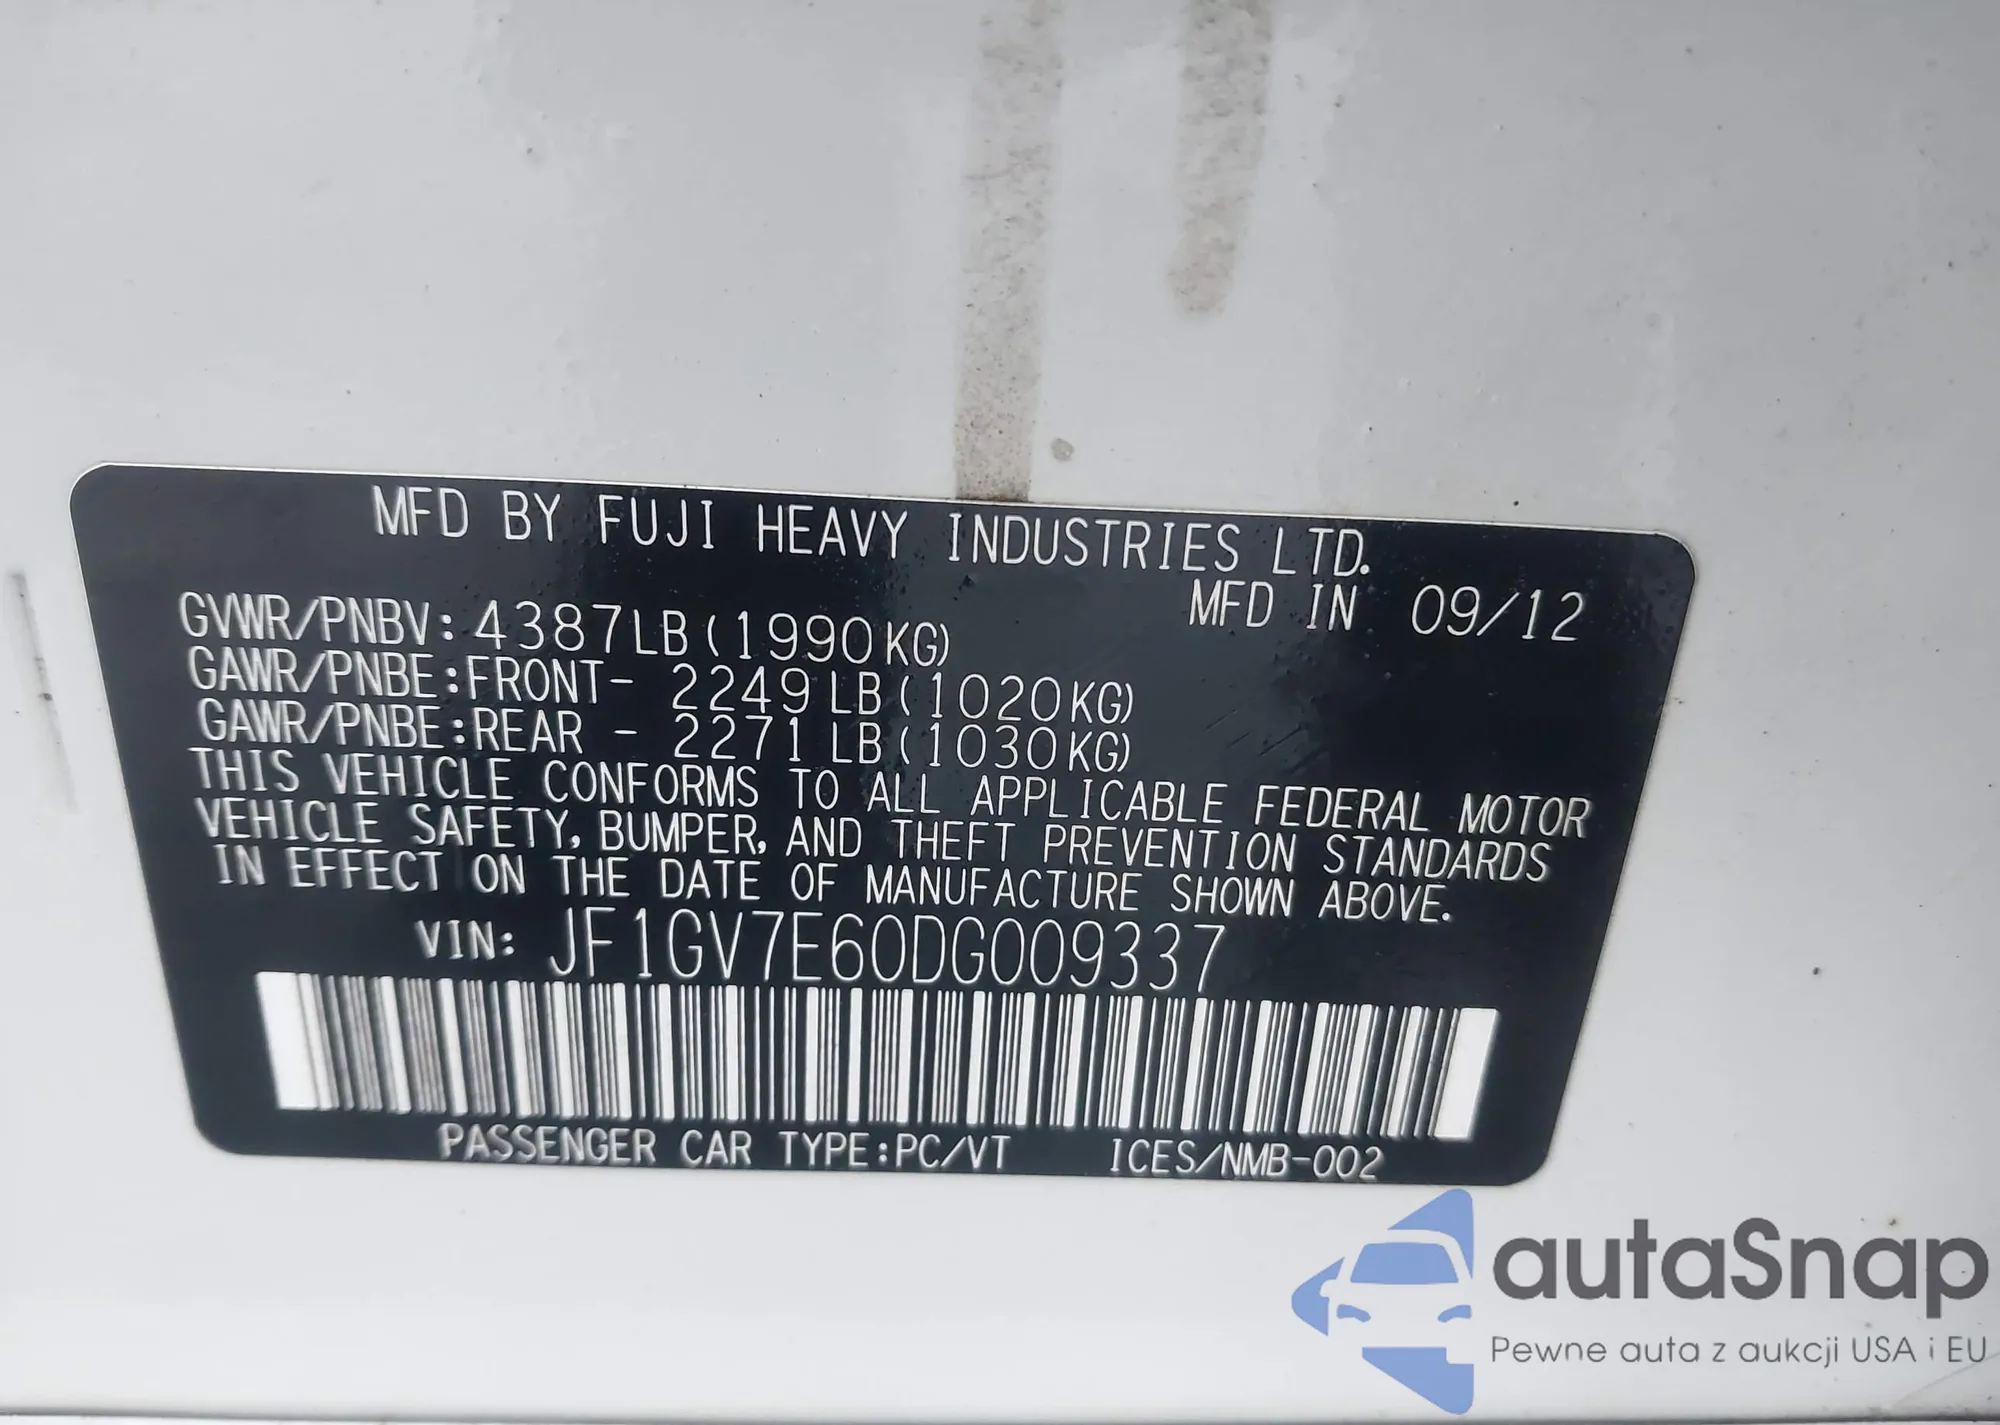 MFD BY FUJI HEAVY INDUSTRIES LTD.
MFD IN 09/12
GVWR/PNBV: 4387LB(1990KG)
GAWR/PNBE:FRONT- 2249LB(1020KG)
GAWR/PNBE:REAR - 2271LB(1030KG)
THIS VEHICLE CONFORMS TO ALL APPLICABLE FEDERAL MOTOR
VEHICLE SAFETY, BUMPER, AND THEFT PREVENTION STANDARDS
IN EFFECT ON THE DATE OF MANUFACTURE SHOWN ABOVE.
VIN: JF1GV7E60DG009337
PASSENGER CAR TYPE:PC/VT ICES/NMB-002
autaSnap
Pewne auta z aukcji USA i EU